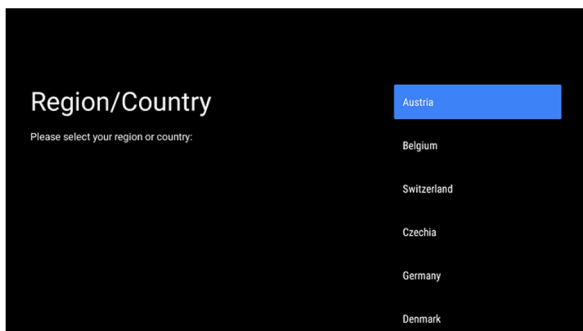 Region/Country
Please select your region or country:
Austria
Belgium
Switzerland
Czechia
Germany
Denmark